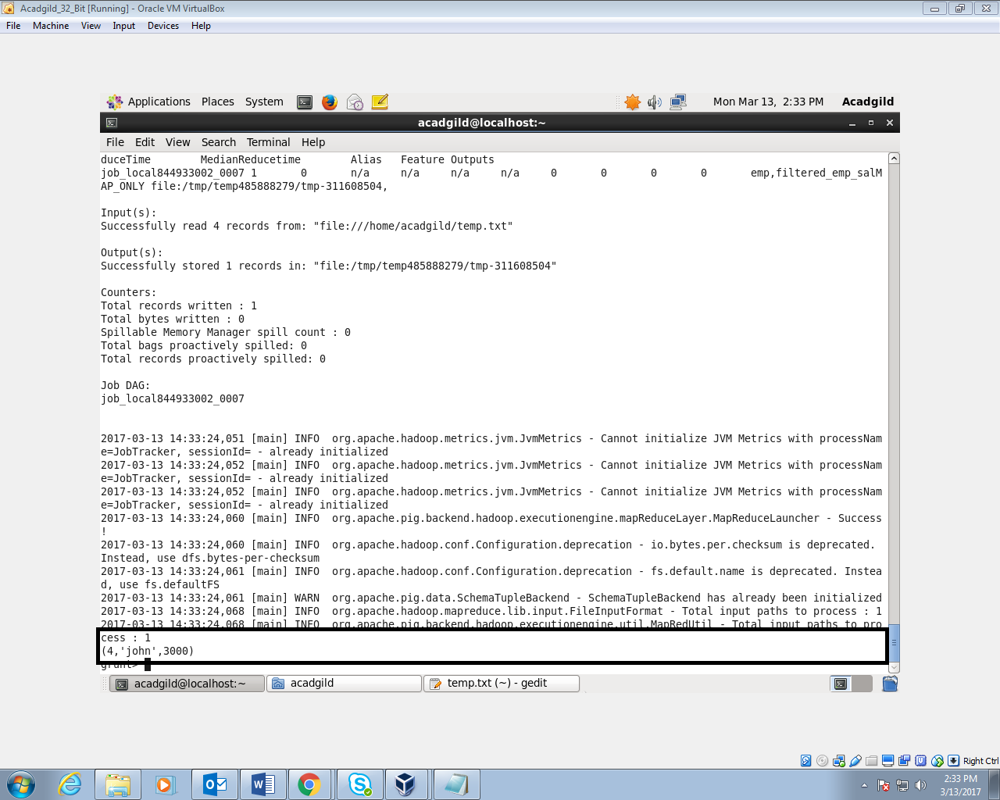 Acadgild_32_Bit [Running] - Oracle VM VirtualBox
File Machine View Input Devices Help
Applications Places System Mon Mar 13, 2:33 PM Acadgild
acadgild@localhost:~
File Edit View Search Terminal Help
duceTime MedianReducetime Alias Feature Outputs
job_local844933002_0007 1 0 n/a n/a n/a n/a 0 0 0 0 emp,filtered_emp_salM
AP_ONLY file:/tmp/temp485888279/tmp-311608504,
Input(s):
Successfully read 4 records from: "file:///home/acadgild/temp.txt"
Output(s):
Successfully stored 1 records in: "file:/tmp/temp485888279/tmp-311608504"
Counters:
Total records written : 1
Total bytes written : 0
Spillable Memory Manager spill count : 0
Total bags proactively spilled: 0
Total records proactively spilled: 0
Job DAG:
job_local844933002_0007
2017-03-13 14:33:24,051 [main] INFO org.apache.hadoop.metrics.jvm.JvmMetrics - Cannot initialize JVM Metrics with processNam
e=JobTracker, sessionId= - already initialized
2017-03-13 14:33:24,052 [main] INFO org.apache.hadoop.metrics.jvm.JvmMetrics - Cannot initialize JVM Metrics with processNam
e=JobTracker, sessionId= - already initialized
2017-03-13 14:33:24,052 [main] INFO org.apache.hadoop.metrics.jvm.JvmMetrics - Cannot initialize JVM Metrics with processNam
e=JobTracker, sessionId= - already initialized
2017-03-13 14:33:24,060 [main] INFO org.apache.pig.backend.hadoop.executionengine.mapReduceLayer.MapReduceLauncher - Success
!
2017-03-13 14:33:24,060 [main] INFO org.apache.hadoop.conf.Configuration.deprecation - io.bytes.per.checksum is deprecated.
Instead, use dfs.bytes-per-checksum
2017-03-13 14:33:24,061 [main] INFO org.apache.hadoop.conf.Configuration.deprecation - fs.default.name is deprecated. Instea
d, use fs.defaultFS
2017-03-13 14:33:24,061 [main] WARN org.apache.pig.data.SchemaTupleBackend - SchemaTupleBackend has already been initialized
2017-03-13 14:33:24,068 [main] INFO org.apache.hadoop.mapreduce.lib.input.FileInputFormat - Total input paths to process : 1
2017-03-13 14:33:24,068 [main] INFO org.apache.pig.backend.hadoop.executionengine.util.MapRedUtil - Total input paths to pro
cess : 1
(4,'john',3000)
grunt>
acadgild@localhost:~ acadgild temp.txt (~) - gedit
Right Ctrl
2:33 PM
3/13/2017